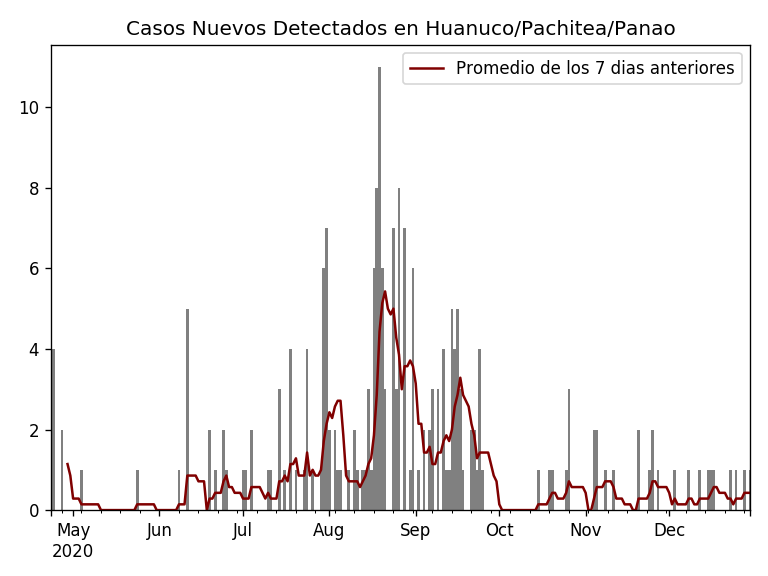 Casos Nuevos Detectados en Huanuco/Pachitea/Panao
Promedio de los 7 dias anteriores
10
8
6
4
2
0
May Jun Jul Aug Sep Oct Nov Dec
2020